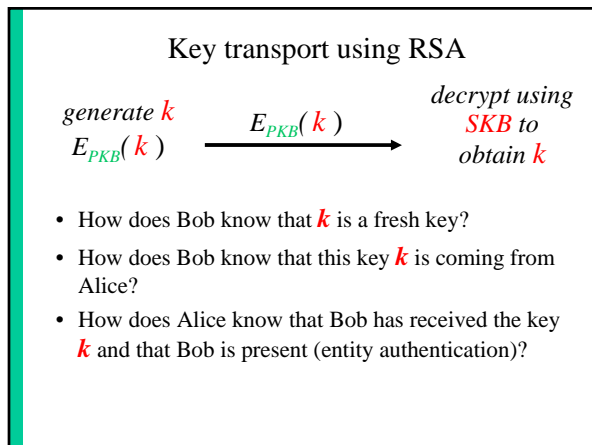 Key transport using RSA
generate k
E_PKB( k )
E_PKB( k )
decrypt using
SKB to
obtain k
• How does Bob know that k is a fresh key?
• How does Bob know that this key k is coming from
Alice?
• How does Alice know that Bob has received the key
k and that Bob is present (entity authentication)?